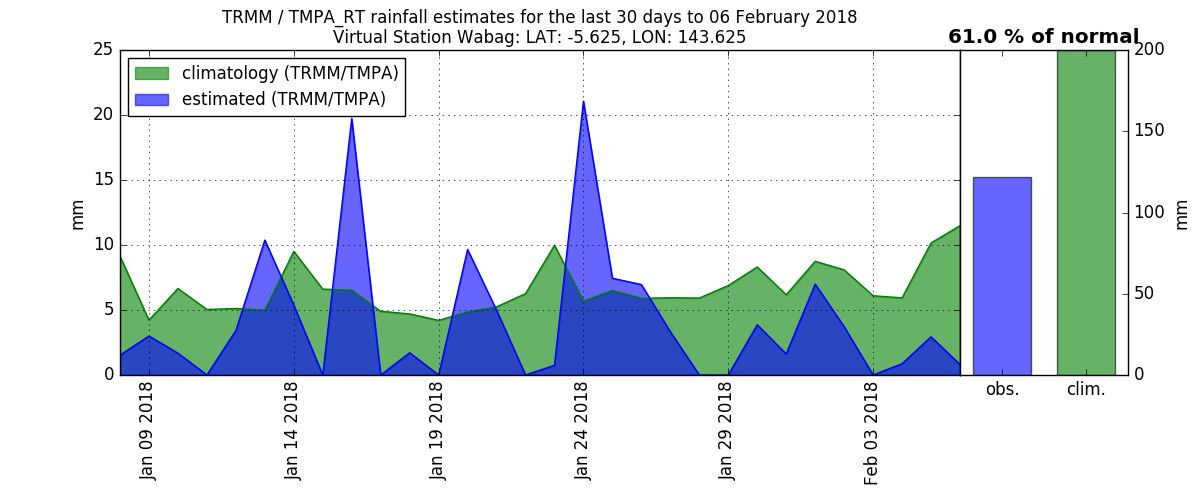 TRMM / TMPA_RT rainfall estimates for the last 30 days to 06 February 2018
Virtual Station Wabag: LAT: -5.625, LON: 143.625
61.0 % of normal
climatology (TRMM/TMPA)
estimated (TRMM/TMPA)
25
20
15
10
5
0
mm
Jan 09 2018
Jan 14 2018
Jan 19 2018
Jan 24 2018
Jan 29 2018
Feb 03 2018
200
150
100
50
0
mm
obs.
clim.